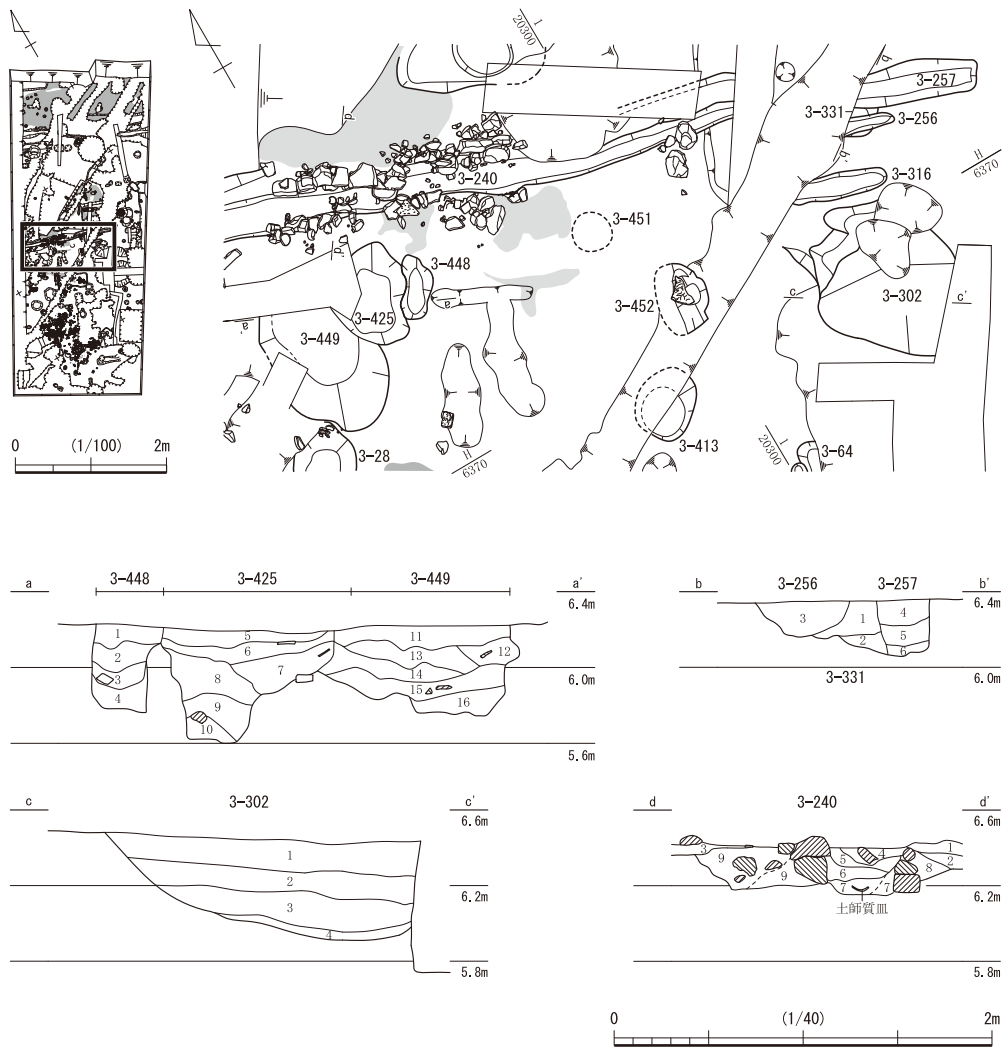 I
20300
3-257
3-331
3-256
H
6370
3-316
d
b
b'
3-240
3-451
d'
3-448
3-452
c
c'
3-302
3-425
a
a'
3-449
3-413
I
20300
3-64
3-28
H
6370
0 (1/100) 2m
a 3-448 3-425 3-449 a'
6.4m
6.0m
5.6m
1 2 3 4 5 6 7 8 9 10 11 12 13 14 15 16
b 3-256 3-257 b'
6.4m
3 1 2 4 5 6
6.0m
3-331
c 3-302 c'
6.6m
1
2
6.2m
3
4
5.8m
d 3-240 d'
6.6m
3 9 9 5 4 6 7 7 8 1 2
6.2m
土師質皿
5.8m
0 (1/40) 2m